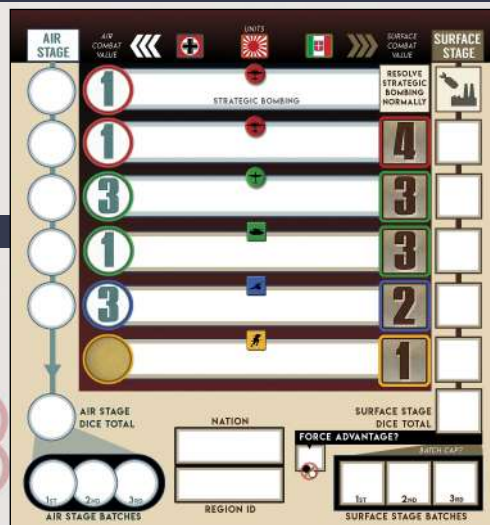 AIR STAGE
AIR COMBAT VALUE
UNITS
SURFACE COMBAT VALUE
SURFACE STAGE
1
STRATEGIC BOMBING
RESOLVE STRATEGIC BOMBING NORMALLY
1
4
3
3
1
3
3
2
1
AIR STAGE DICE TOTAL
NATION
SURFACE STAGE DICE TOTAL
FORCE ADVANTAGE?
BATCH CAP?
REGION ID
1ST
2ND
3RD
1ST
2ND
3RD
AIR STAGE BATCHES
SURFACE STAGE BATCHES